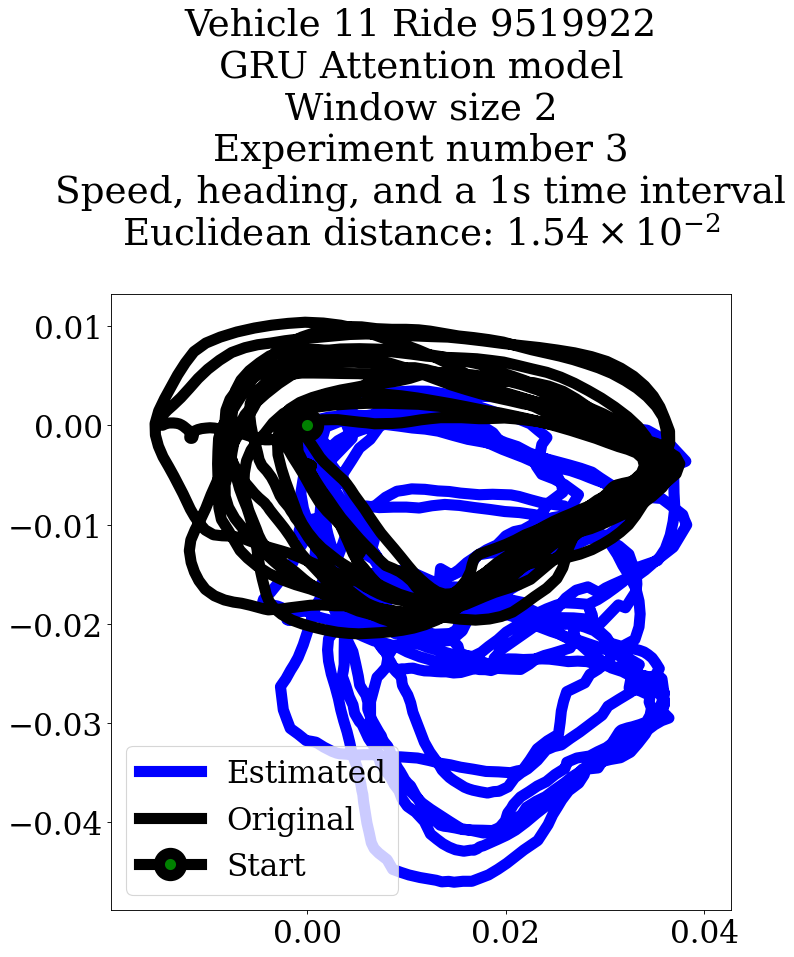 Vehicle 11 Ride 9519922
GRU Attention model
Window size 2
Experiment number 3
Speed, heading, and a 1s time interval
Euclidean distance: 1.54 × 10⁻²
0.01
0.00
−0.01
−0.02
−0.03
−0.04
Estimated
Original
Start
0.00 0.02 0.04